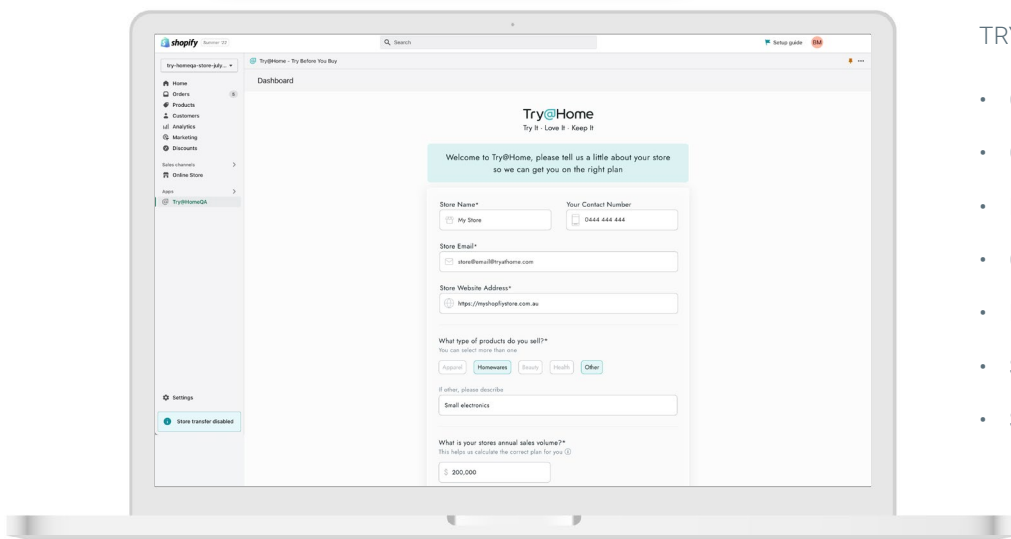 shopify Summer '23
Search
Setup guide BM
try-homeqa-store-july...
Try@Home - Try Before You Buy
Dashboard
Home
Orders 6
Products
Customers
Analytics
Marketing
Discounts
Sales channels
Online Store
Apps
Try@HomeQA
Settings
Store transfer disabled
Try@Home
Try It - Love It - Keep It
Welcome to Try@Home, please tell us a little about your store
so we can get you on the right plan
Store Name* Your Contact Number
My Store 0444 444 444
Store Email*
store@email@tryathome.com
Store Website Address*
https://myshopfiystore.com.au
What type of products do you sell?*
You can select more than one
Apparel Homewares Beauty Health Other
If other, please describe
Small electronics
What is your stores annual sales volume?*
This helps us calculate the correct plan for you
$ 200,000